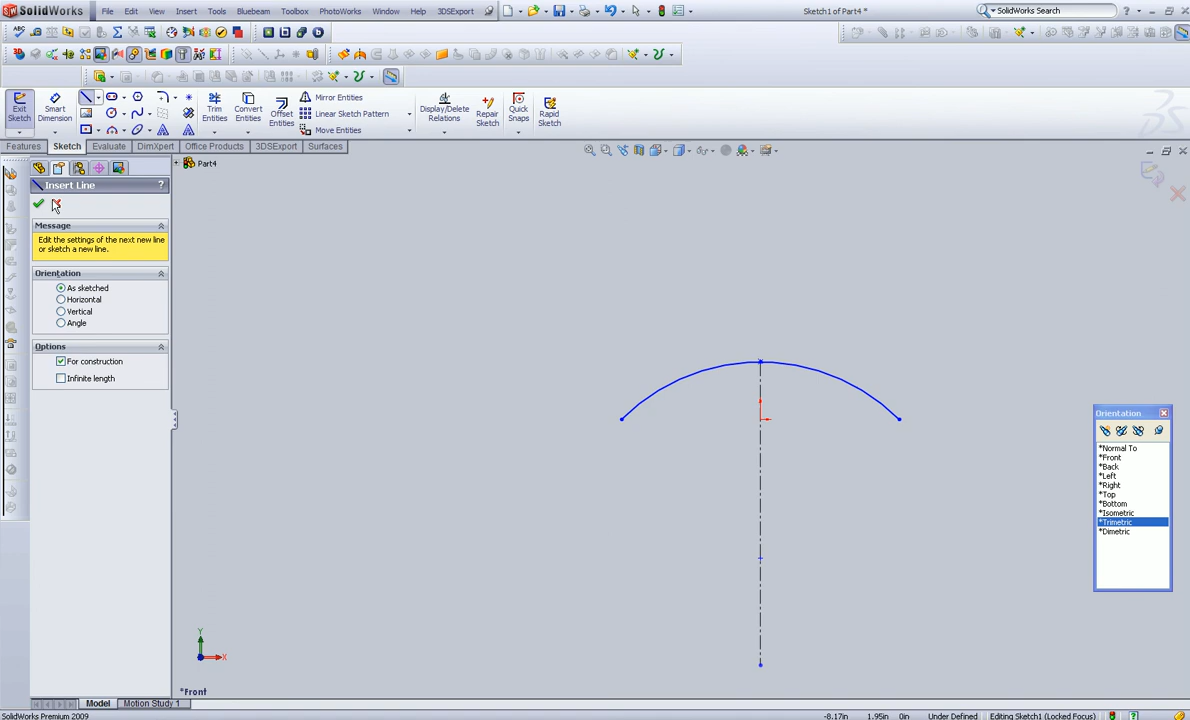 SolidWorks File Edit View Insert Tools Toolbox PhotoWorks Window Help 3DSExport Sketch1 of Part4 * SolidWorks Search
Exit Sketch
Smart Dimension
Trim Entities
Convert Entities
Offset Entities
Mirror Entities
Linear Sketch Pattern
Move Entities
Display/Delete Relations
Repair Sketch
Quick Snaps
Rapid Sketch
Features Sketch Evaluate DimXpert Office Products 3DSExport Surfaces
Part4
Insert Line ?
Message
Edit the settings of the next new line
or sketch a new line.
Orientation
As sketched
Horizontal
Vertical
Angle
Options
For construction
Infinite length
Orientation
*Normal To
*Front
*Back
*Left
*Right
*Top
*Bottom
*Isometric
*Trimetric
*Dimetric
Y
X
*Front
Model Motion Study 1
SolidWorks Premium 2009 -8.17in 1.95in 0in Under Defined Editing Sketch1 (Locked Focus)